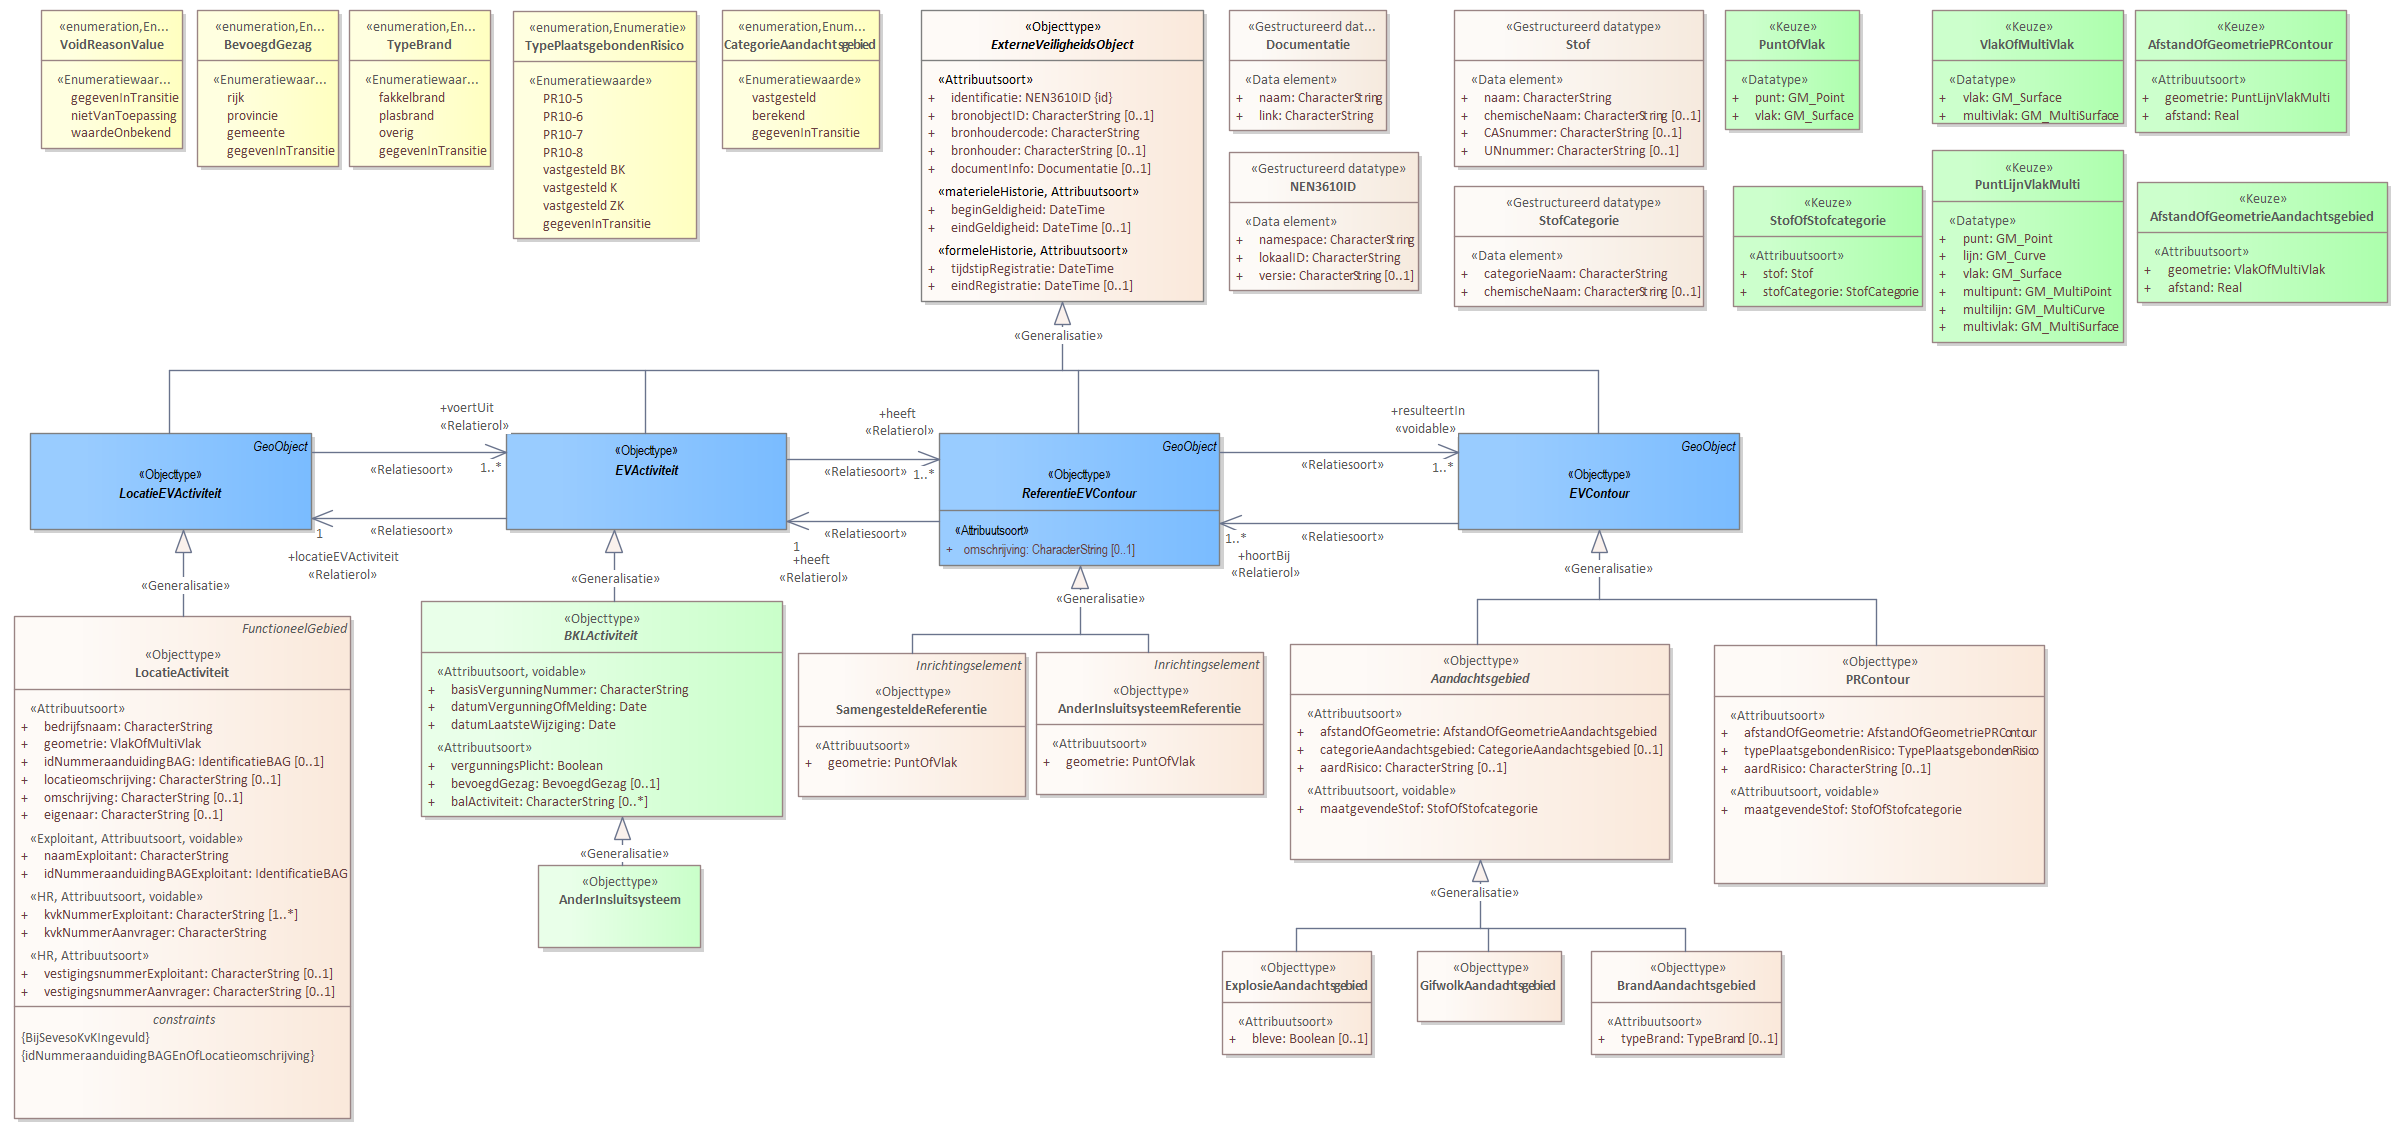 «enumeration,En...
VoidReasonValue
«Enumeratiewaar...
gegevenInTransitie
nietVanToepassing
waardeOnbekend
«enumeration,En...
BevoegdGezag
«Enumeratiewaar...
rijk
provincie
gemeente
gegevenInTransitie
«enumeration,En...
TypeBrand
«Enumeratiewaar...
fakkelbrand
plasbrand
overig
gegevenInTransitie
«enumeration,Enumeratie»
TypePlaatsgebondenRisico
«Enumeratiewaarde»
PR10-5
PR10-6
PR10-7
PR10-8
vastgesteld BK
vastgesteld K
vastgesteld ZK
gegevenInTransitie
«enumeration,Enum...
CategorieAandachtsgebied
«Enumeratiewaarde»
vastgesteld
berekend
gegevenInTransitie
«Objecttype»
ExterneVeiligheidsObject
«Attribuutsoort»
+ identificatie: NEN3610ID {id}
+ bronobjectID: CharacterString [0..1]
+ bronhoudercode: CharacterString
+ bronhouder: CharacterString [0..1]
+ documentInfo: Documentatie [0..1]
«materieleHistorie, Attribuutsoort»
+ beginGeldigheid: DateTime
+ eindGeldigheid: DateTime [0..1]
«formeleHistorie, Attribuutsoort»
+ tijdstipRegistratie: DateTime
+ eindRegistratie: DateTime [0..1]
«Gestructureerd dat...
Documentatie
«Data element»
+ naam: CharacterString
+ link: CharacterString
«Gestructureerd datatype»
NEN3610ID
«Data element»
+ namespace: CharacterString
+ lokaalID: CharacterString
+ versie: CharacterString [0..1]
«Gestructureerd datatype»
Stof
«Data element»
+ naam: CharacterString
+ chemischeNaam: CharacterString [0..1]
+ CASnummer: CharacterString [0..1]
+ UNnummer: CharacterString [0..1]
«Gestructureerd datatype»
StofCategorie
«Data element»
+ categorieNaam: CharacterString
+ chemischeNaam: CharacterString [0..1]
«Keuze»
PuntOfVlak
«Datatype»
+ punt: GM_Point
+ vlak: GM_Surface
«Keuze»
StofOfStofcategorie
«Attribuutsoort»
+ stof: Stof
+ stofCategorie: StofCategorie
«Keuze»
VlakOfMultiVlak
«Datatype»
+ vlak: GM_Surface
+ multivlak: GM_MultiSurface
«Keuze»
PuntLijnVlakMulti
«Datatype»
+ punt: GM_Point
+ lijn: GM_Curve
+ vlak: GM_Surface
+ multipunt: GM_MultiPoint
+ multilijn: GM_MultiCurve
+ multivlak: GM_MultiSurface
«Keuze»
AfstandOfGeometriePRContour
«Attribuutsoort»
+ geometrie: PuntLijnVlakMulti
+ afstand: Real
«Keuze»
AfstandOfGeometrieAandachtsgebied
«Attribuutsoort»
+ geometrie: VlakOfMultiVlak
+ afstand: Real
«Generalisatie»
GeoObject
«Objecttype»
LocatieEVActiviteit
+voertUit
«Relatierol»
«Relatiesoort»
1..*
«Relatiesoort»
1
+locatieEVActiviteit
«Relatierol»
«Objecttype»
EVActiviteit
+heeft
«Relatierol»
«Relatiesoort»
1..*
«Relatiesoort»
1
+heeft
«Relatierol»
GeoObject
«Objecttype»
ReferentieEVContour
«Attribuutsoort»
+ omschrijving: CharacterString [0..1]
+resulteertIn
«voidable»
«Relatiesoort»
1..*
«Relatiesoort»
1..*
+hoortBij
«Relatierol»
GeoObject
«Objecttype»
EVContour
«Generalisatie»
«Generalisatie»
«Generalisatie»
«Generalisatie»
FunctioneelGebied
«Objecttype»
LocatieActiviteit
«Attribuutsoort»
+ bedrijfsnaam: CharacterString
+ geometrie: VlakOfMultiVlak
+ idNummeraanduidingBAG: IdentificatieBAG [0..1]
+ locatieomschrijving: CharacterString [0..1]
+ omschrijving: CharacterString [0..1]
+ eigenaar: CharacterString [0..1]
«Exploitant, Attribuutsoort, voidable»
+ naamExploitant: CharacterString
+ idNummeraanduidingBAGExploitant: IdentificatieBAG
«HR, Attribuutsoort, voidable»
+ kvkNummerExploitant: CharacterString [1..*]
+ kvkNummerAanvrager: CharacterString
«HR, Attribuutsoort»
+ vestigingsnummerExploitant: CharacterString [0..1]
+ vestigingsnummerAanvrager: CharacterString [0..1]
constraints
{BijSevesoKvKIngevuld}
{idNummeraanduidingBAGEnOfLocatieomschrijving}
«Objecttype»
BKLActiviteit
«Attribuutsoort, voidable»
+ basisVergunningNummer: CharacterString
+ datumVergunningOfMelding: Date
+ datumLaatsteWijziging: Date
«Attribuutsoort»
+ vergunningsPlicht: Boolean
+ bevoegdGezag: BevoegdGezag [0..1]
+ balActiviteit: CharacterString [0..*]
«Generalisatie»
«Objecttype»
AnderInsluitsysteem
Inrichtingselement
«Objecttype»
SamengesteldeReferentie
«Attribuutsoort»
+ geometrie: PuntOfVlak
Inrichtingselement
«Objecttype»
AnderInsluitsysteemReferentie
«Attribuutsoort»
+ geometrie: PuntOfVlak
«Objecttype»
Aandachtsgebied
«Attribuutsoort»
+ afstandOfGeometrie: AfstandOfGeometrieAandachtsgebied
+ categorieAandachtsgebied: CategorieAandachtsgebied [0..1]
+ aardRisico: CharacterString [0..1]
«Attribuutsoort, voidable»
+ maatgevendeStof: StofOfStofcategorie
«Objecttype»
PRContour
«Attribuutsoort»
+ afstandOfGeometrie: AfstandOfGeometriePRContour
+ typePlaatsgebondenRisico: TypePlaatsgebondenRisico
+ aardRisico: CharacterString [0..1]
«Attribuutsoort, voidable»
+ maatgevendeStof: StofOfStofcategorie
«Generalisatie»
«Objecttype»
ExplosieAandachtsgebied
«Attribuutsoort»
+ bleve: Boolean [0..1]
«Objecttype»
GifwolkAandachtsgebied
«Objecttype»
BrandAandachtsgebied
«Attribuutsoort»
+ typeBrand: TypeBrand [0..1]